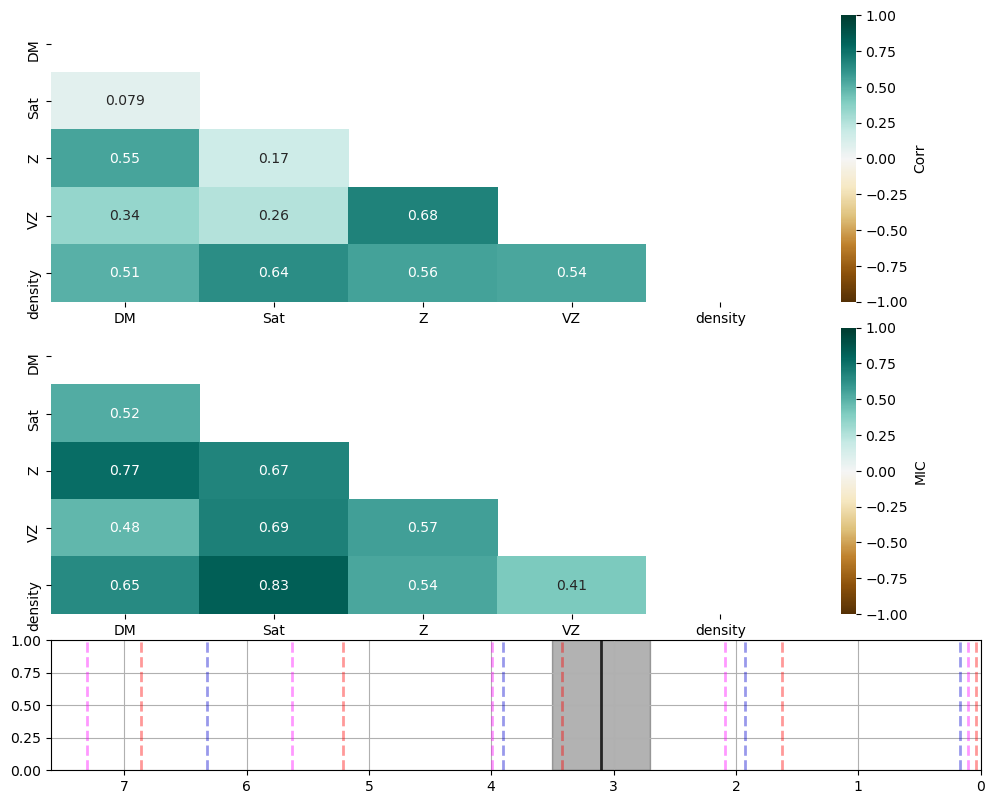 DM
Sat
Z
VZ
density
0.079
0.55 0.17
0.34 0.26 0.68
0.51 0.64 0.56 0.54
DM Sat Z VZ density
1.00
0.75
0.50
0.25
0.00
−0.25
−0.50
−0.75
−1.00
Corr
DM
Sat
Z
VZ
density
0.52
0.77 0.67
0.48 0.69 0.57
0.65 0.83 0.54 0.41
DM Sat Z VZ density
1.00
0.75
0.50
0.25
0.00
−0.25
−0.50
−0.75
−1.00
MIC
1.00
0.75
0.50
0.25
0.00
7 6 5 4 3 2 1 0